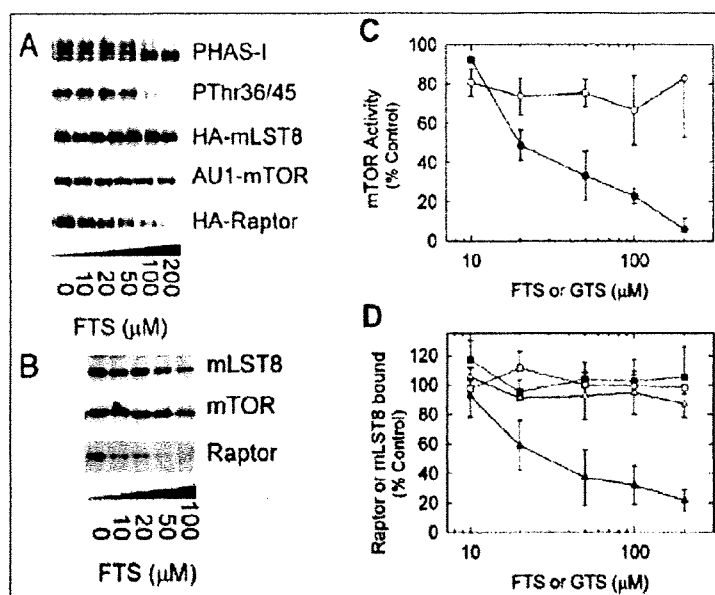 A
PHAS-I
PThr36/45
HA-mLST8
AU1-mTOR
HA-Raptor
0 0 10 20 50 100 200
FTS (μM)
B
mLST8
mTOR
Raptor
0 10 20 50 100
FTS (μM)
C
mTOR Activity
(% Control)
100
80
60
40
20
0
10 100
FTS or GTS (μM)
D
Raptor or mLST8 bound
(% Control)
120
100
80
60
40
20
0
10 100
FTS or GTS (μM)